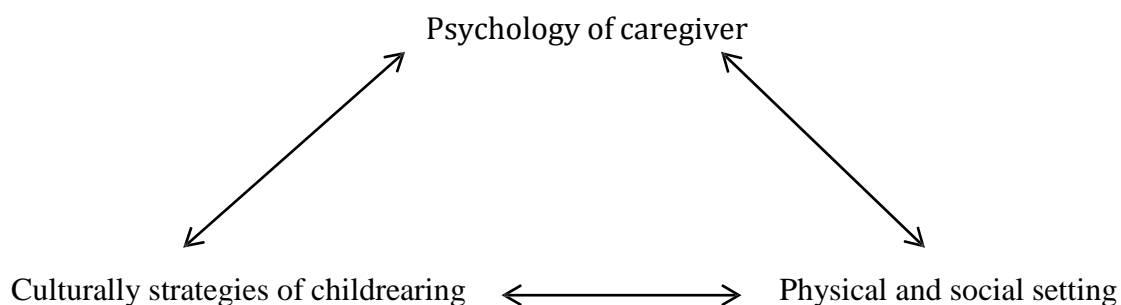 Psychology of caregiver
Culturally strategies of childrearing
Physical and social setting